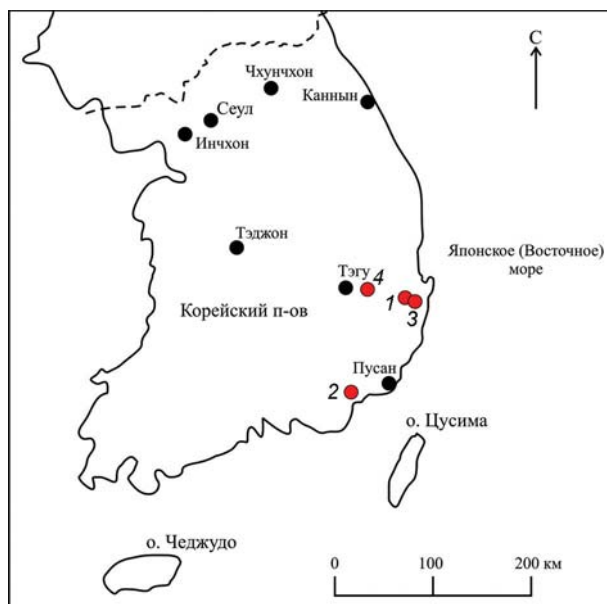 С
Чхунчхон
Каннын
Сеул
Инчхон
Тэджон
Японское (Восточное)
море
Тэгу
4
1
3
Корейский п-ов
Пусан
2
о. Цусима
о. Чеджудо
0 100 200 км